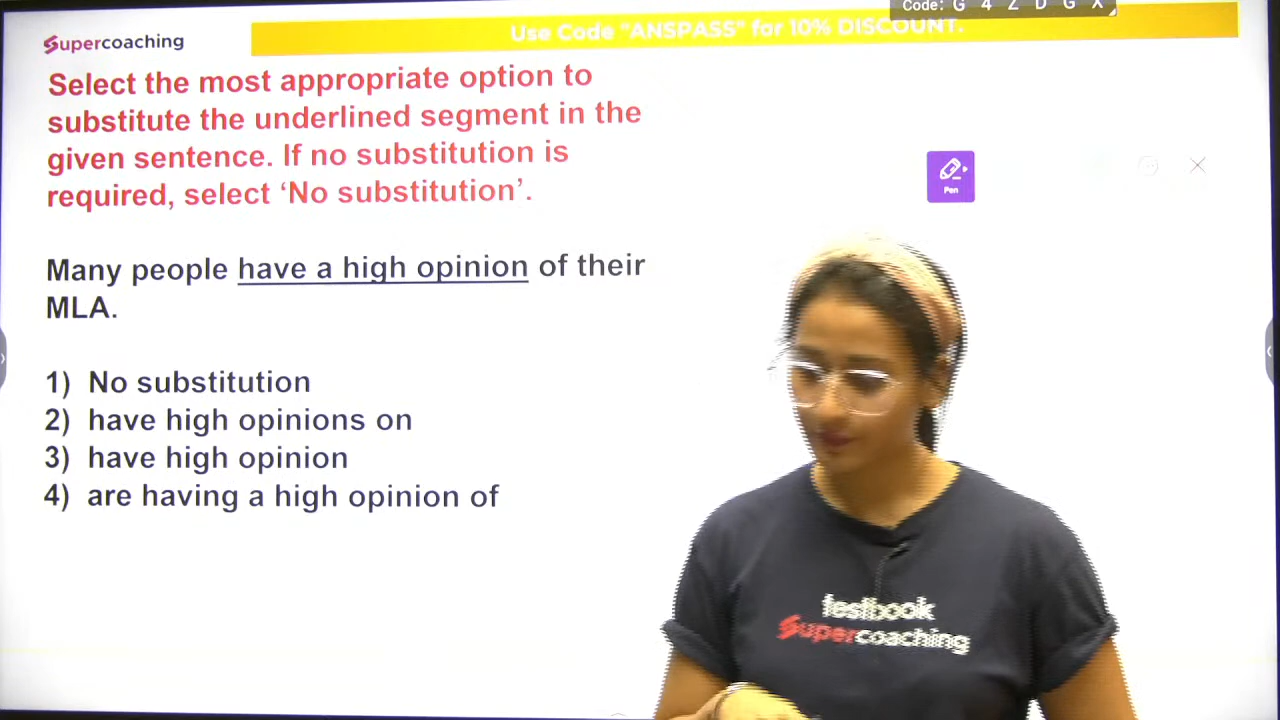 Code: G 4 Z D G X
Supercoaching
Use Code "ANSPASS" for 10% DISCOUNT.
Select the most appropriate option to
substitute the underlined segment in the
given sentence. If no substitution is
required, select ‘No substitution’.
Pen
Many people have a high opinion of their
MLA.
1) No substitution
2) have high opinions on
3) have high opinion
4) are having a high opinion of
testbook
Supercoaching